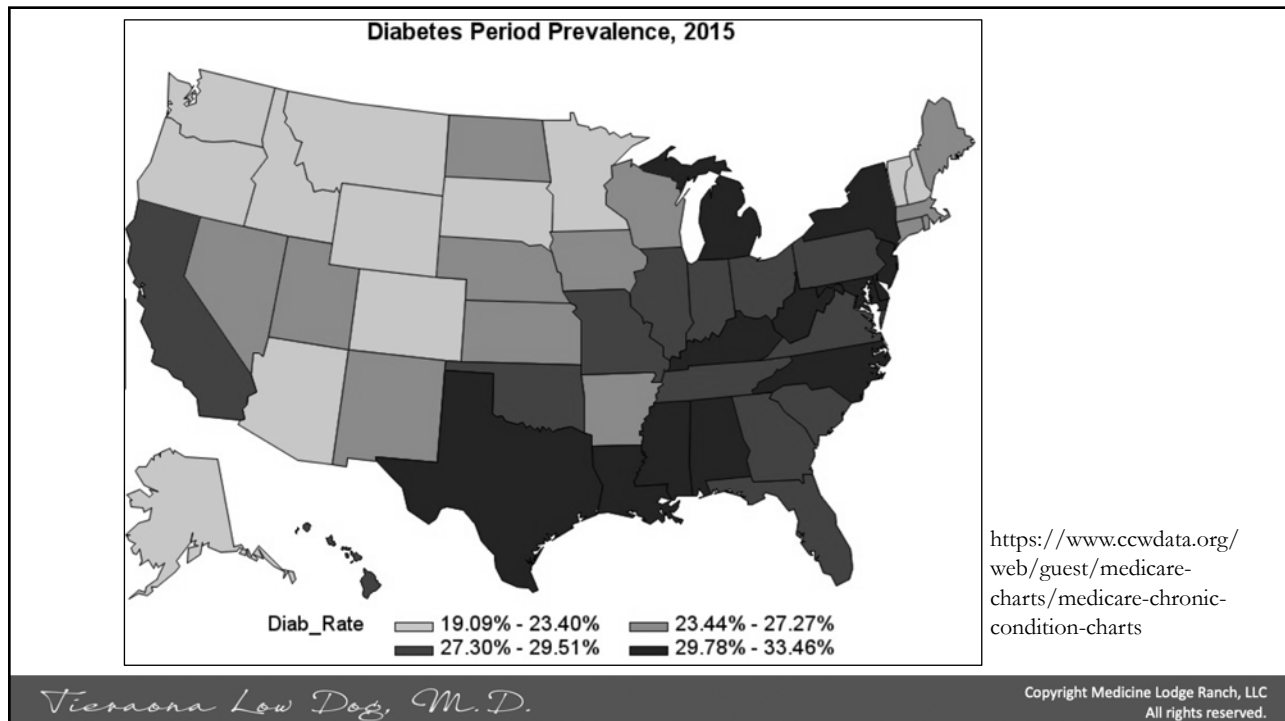 Diabetes Period Prevalence, 2015
Diab_Rate 19.09% - 23.40% 23.44% - 27.27%
27.30% - 29.51% 29.78% - 33.46%
https://www.ccwdata.org/
web/guest/medicare-
charts/medicare-chronic-
condition-charts
Tieraona Low Dog, M.D.
Copyright Medicine Lodge Ranch, LLC
All rights reserved.